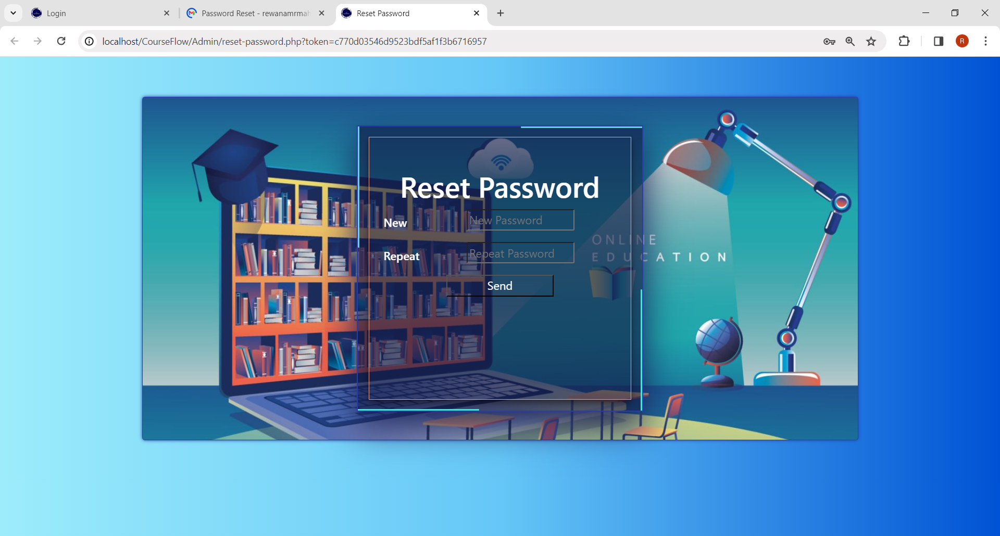 Login
Password Reset - rewanamrmah
Reset Password
localhost/CourseFlow/Admin/reset-password.php?token=c770d03546d9523bdf5af1f3b6716957
R
Reset Password
New
New Password
Repeat
Repeat Password
Send
ONLINE
EDUCATION